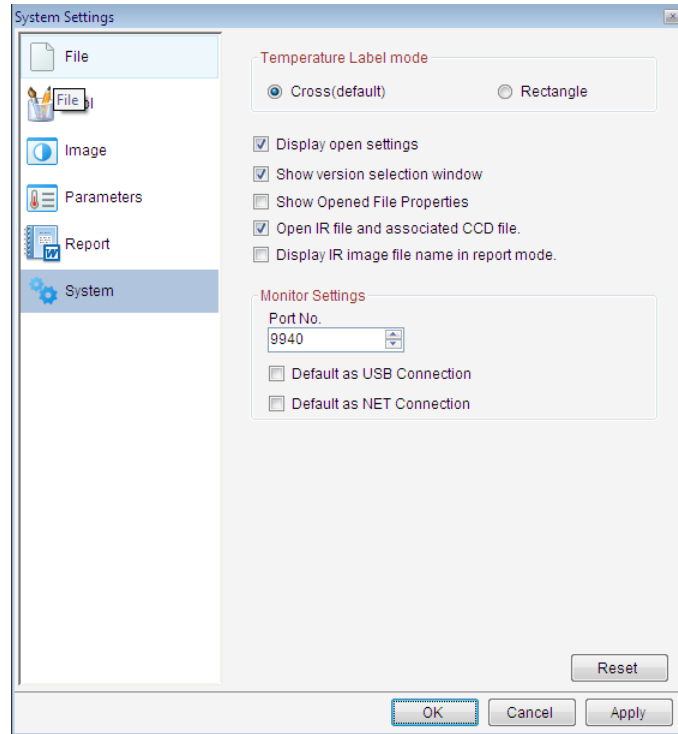 System Settings
File
File
Image
Parameters
Report
System
Temperature Label mode
Cross(default)
Rectangle
Display open settings
Show version selection window
Show Opened File Properties
Open IR file and associated CCD file.
Display IR image file name in report mode.
Monitor Settings
Port No.
9940
Default as USB Connection
Default as NET Connection
Reset
OK
Cancel
Apply